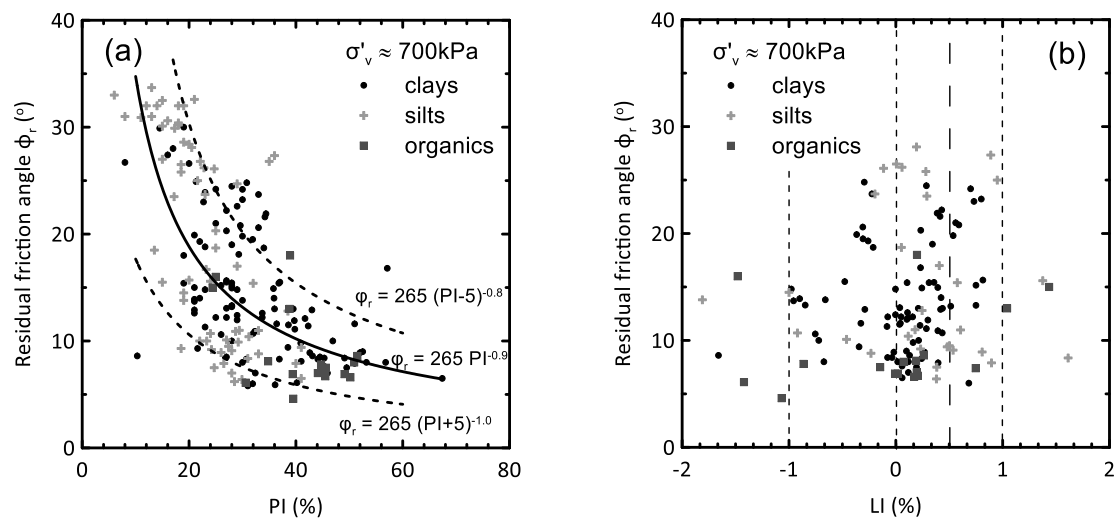 (a)
σ'v ≈ 700kPa
clays
silts
organics
φr = 265 (PI-5)-0.8
φr = 265 PI-0.9
φr = 265 (PI+5)-1.0
Residual friction angle ϕr (o)
40
30
20
10
0
0 20 40 60 80
PI (%)
(b)
σ'v ≈ 700kPa
clays
silts
organics
Residual friction angle ϕr (o)
40
30
20
10
0
-2 -1 0 1 2
LI (%)